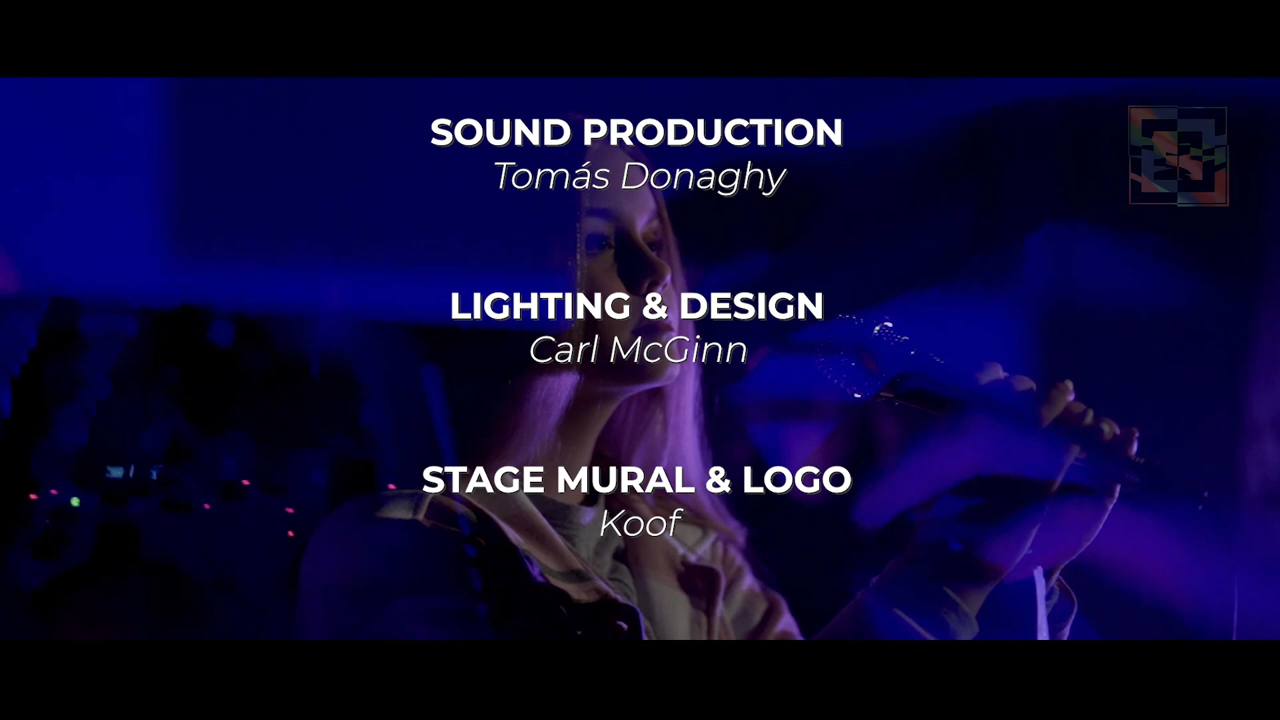 SOUND PRODUCTION
Tomás Donaghy
LIGHTING & DESIGN
Carl McGinn
STAGE MURAL & LOGO
Koof